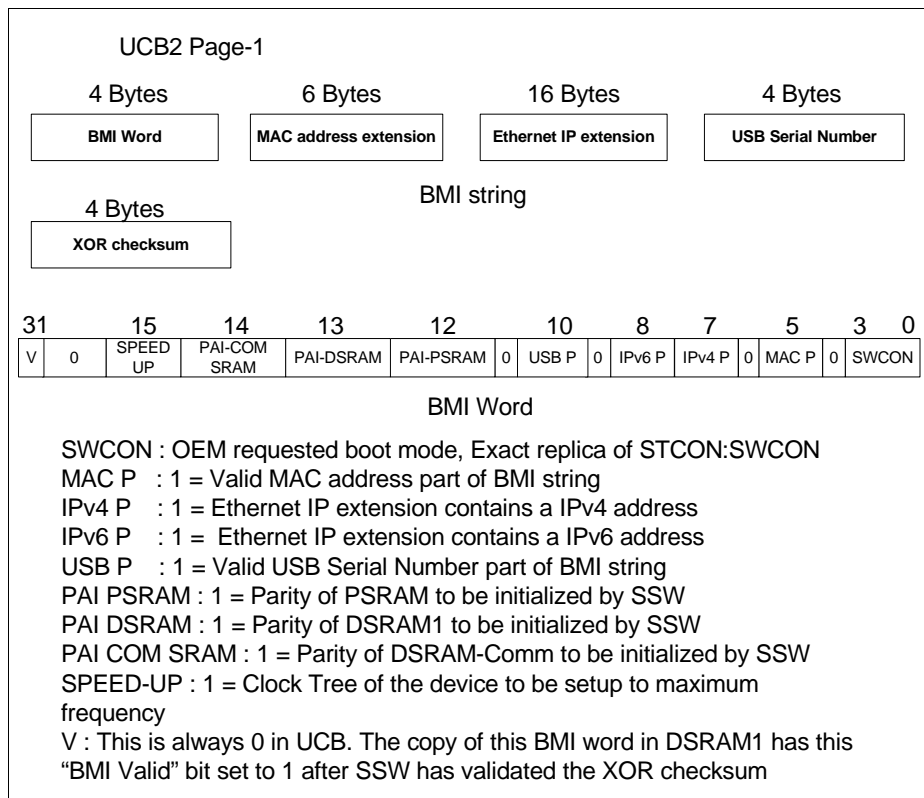 UCB2 Page-1
4 Bytes 6 Bytes 16 Bytes 4 Bytes
BMI Word MAC address extension Ethernet IP extension USB Serial Number
BMI string
4 Bytes
XOR checksum
31 15 14 13 12 10 8 7 5 3 0
V 0 SPEED UP PAI-COM SRAM PAI-DSRAM PAI-PSRAM 0 USB P 0 IPv6 P IPv4 P 0 MAC P 0 SWCON
BMI Word
SWCON : OEM requested boot mode, Exact replica of STCON:SWCON
MAC P : 1 = Valid MAC address part of BMI string
IPv4 P : 1 = Ethernet IP extension contains a IPv4 address
IPv6 P : 1 = Ethernet IP extension contains a IPv6 address
USB P : 1 = Valid USB Serial Number part of BMI string
PAI PSRAM : 1 = Parity of PSRAM to be initialized by SSW
PAI DSRAM : 1 = Parity of DSRAM1 to be initialized by SSW
PAI COM SRAM : 1 = Parity of DSRAM-Comm to be initialized by SSW
SPEED-UP : 1 = Clock Tree of the device to be setup to maximum
frequency
V : This is always 0 in UCB. The copy of this BMI word in DSRAM1 has this
“BMI Valid” bit set to 1 after SSW has validated the XOR checksum